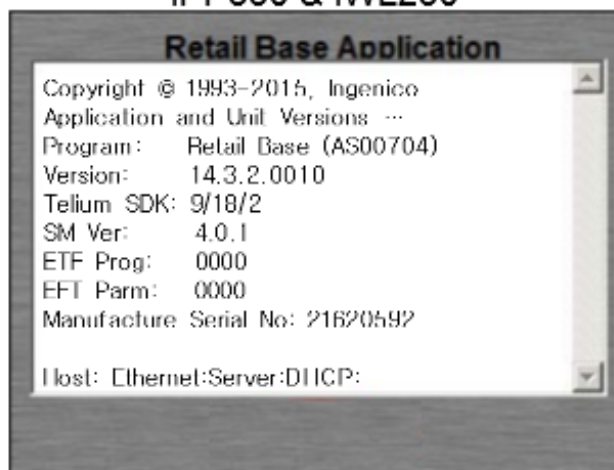 Retail Base Application
Copyright © 1993-2015, Ingenico
Application and Unit Versions ...
Program: Retail Base (AS00704)
Version: 14.3.2.0010
Telium SDK: 9/18/2
SM Ver: 4.0.1
ETF Prog: 0000
EFT Parm: 0000
Manufacture Serial No: 21620592
Host: Ethernet:Server:DHCP: